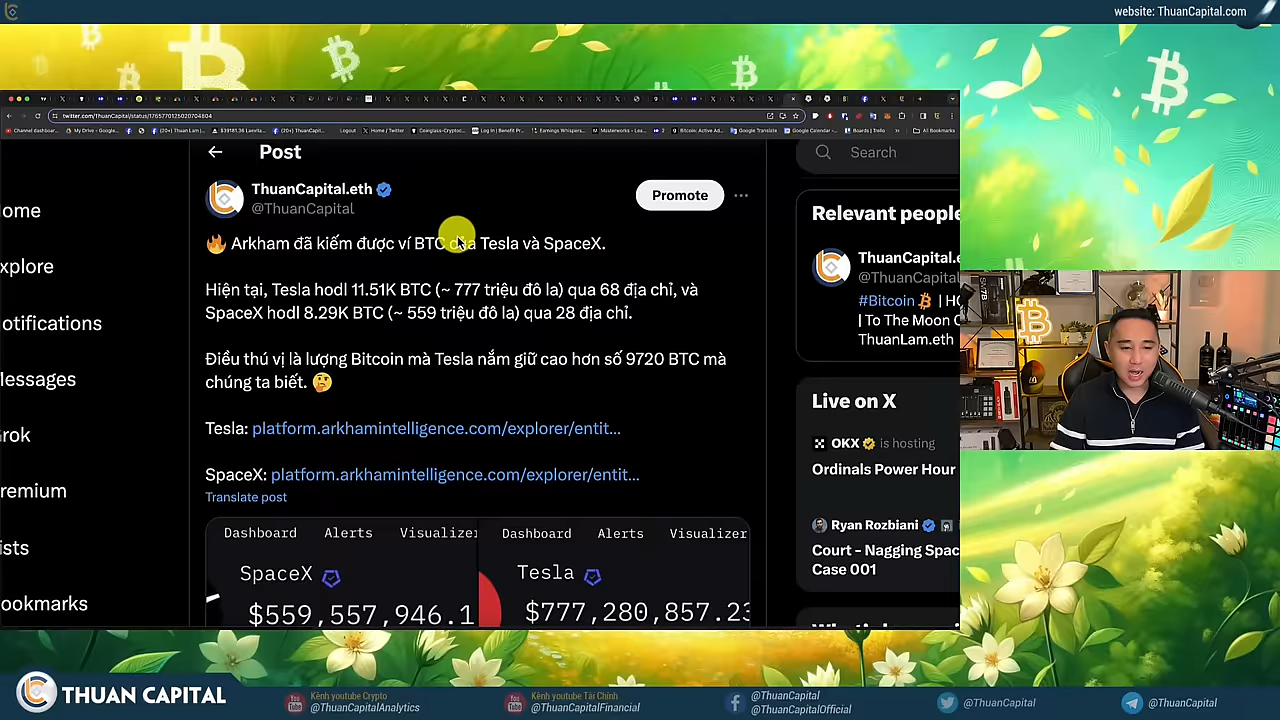 website: ThuanCapital.com
twitter.com/ThuanCapital/status/1765770125020704804
Post
Search
ThuanCapital.eth
@ThuanCapital
Promote
🔥 Arkham đã kiếm được ví BTC của Tesla và SpaceX.
Hiện tại, Tesla hodl 11.51K BTC (~ 777 triệu đô la) qua 68 địa chỉ, và
SpaceX hodl 8.29K BTC (~ 559 triệu đô la) qua 28 địa chỉ.
Điều thú vị là lượng Bitcoin mà Tesla nắm giữ cao hơn số 9720 BTC mà
chúng ta biết. 🤔
Tesla: platform.arkhamintelligence.com/explorer/entit...
SpaceX: platform.arkhamintelligence.com/explorer/entit...
Translate post
Dashboard Alerts Visualizer
SpaceX
$559,557,946.1
Dashboard Alerts Visualizer
Tesla
$777,280,857.23
ome
xplore
otifications
essages
rok
remium
ists
ookmarks
Relevant people
ThuanCapital.e
@ThuanCapital
#Bitcoin | HO
| To The Moon C
ThuanLam.eth
Live on X
OKX is hosting
Ordinals Power Hour
Ryan Rozbiani
Court - Nagging Spac
Case 001
THUAN CAPITAL
Kênh youtube Crypto
@ThuanCapitalAnalytics
Kênh youtube Tài Chính
@ThuanCapitalFinancial
@ThuanCapital
@ThuanCapitalOfficial
@ThuanCapital
@ThuanCapital